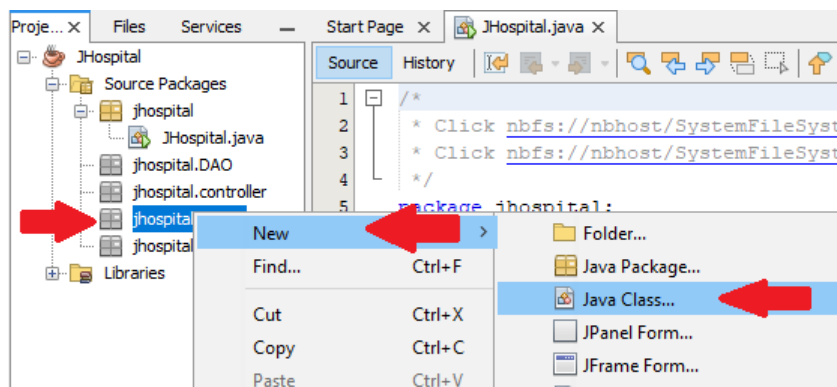 Proje... Files Services
JHospital
Source Packages
jhospital
JHospital.java
jhospital.DAO
jhospital.controller
jhospital
jhospital
Libraries
Start Page JHospital.java
Source History
1 /*
2 * Click nbfs://nbhost/SystemFileSyst
3 * Click nbfs://nbhost/SystemFileSyst
4 */
5 package jhospital;
New
Find... Ctrl+F
Cut Ctrl+X
Copy Ctrl+C
Paste Ctrl+V
Folder...
Java Package...
Java Class...
JPanel Form...
JFrame Form...